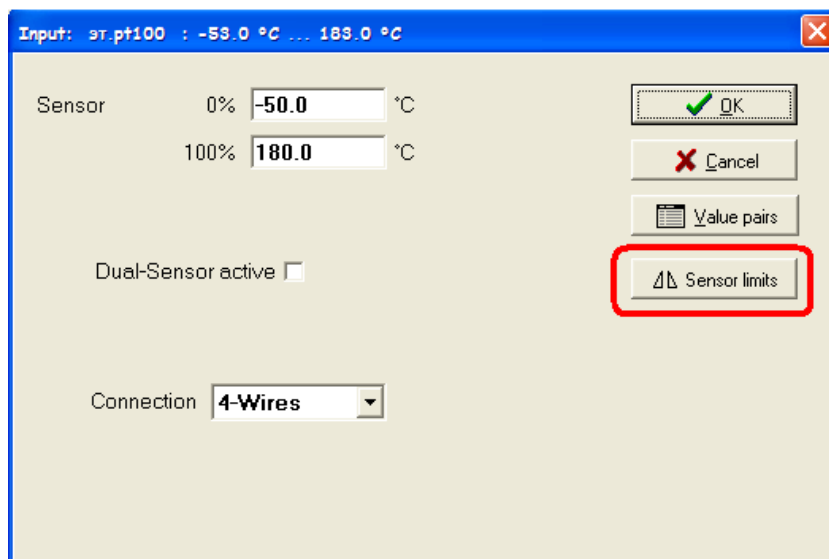 Input: эт.pt100 : -53.0 °C ... 183.0 °C
Sensor 0% -50.0 °C
100% 180.0 °C
OK
Cancel
Value pairs
Dual-Sensor active
Sensor limits
Connection 4-Wires